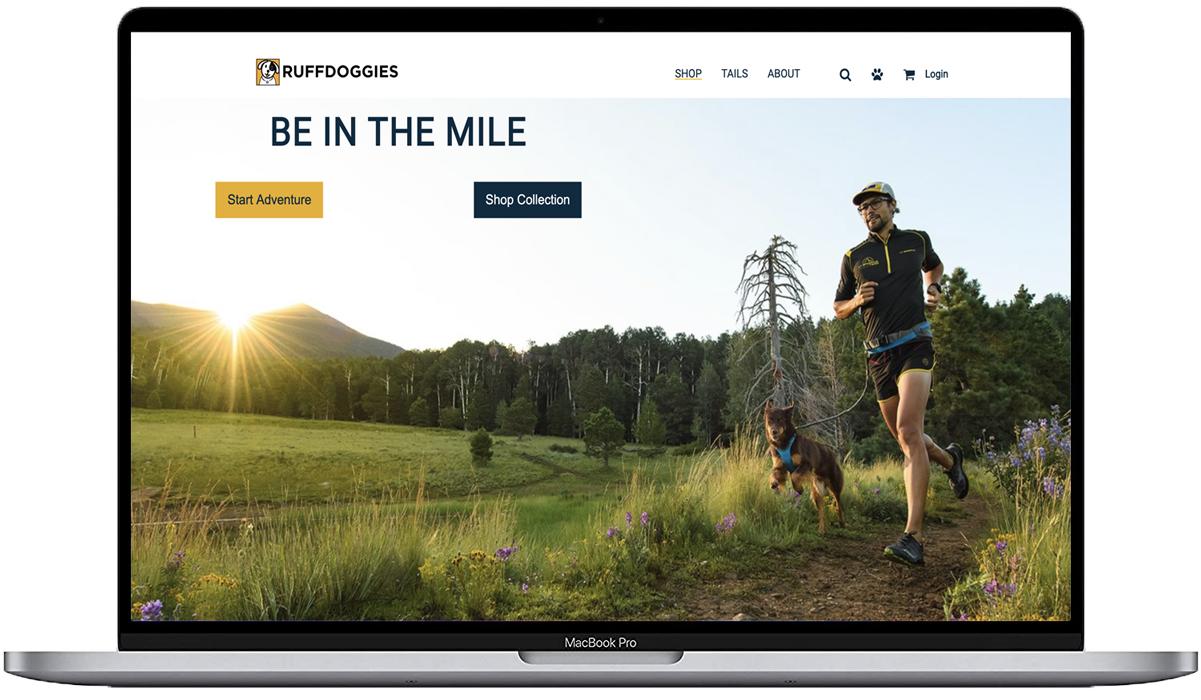 RUFFDOGGIES
SHOP TAILS ABOUT Login
BE IN THE MILE
Start Adventure Shop Collection
MacBook Pro